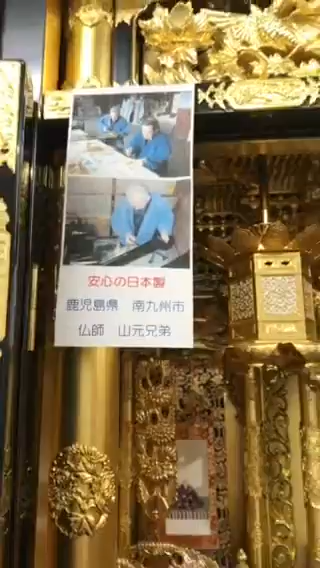 安心の日本製
鹿児島県　南九州市
仏師　山元兄弟